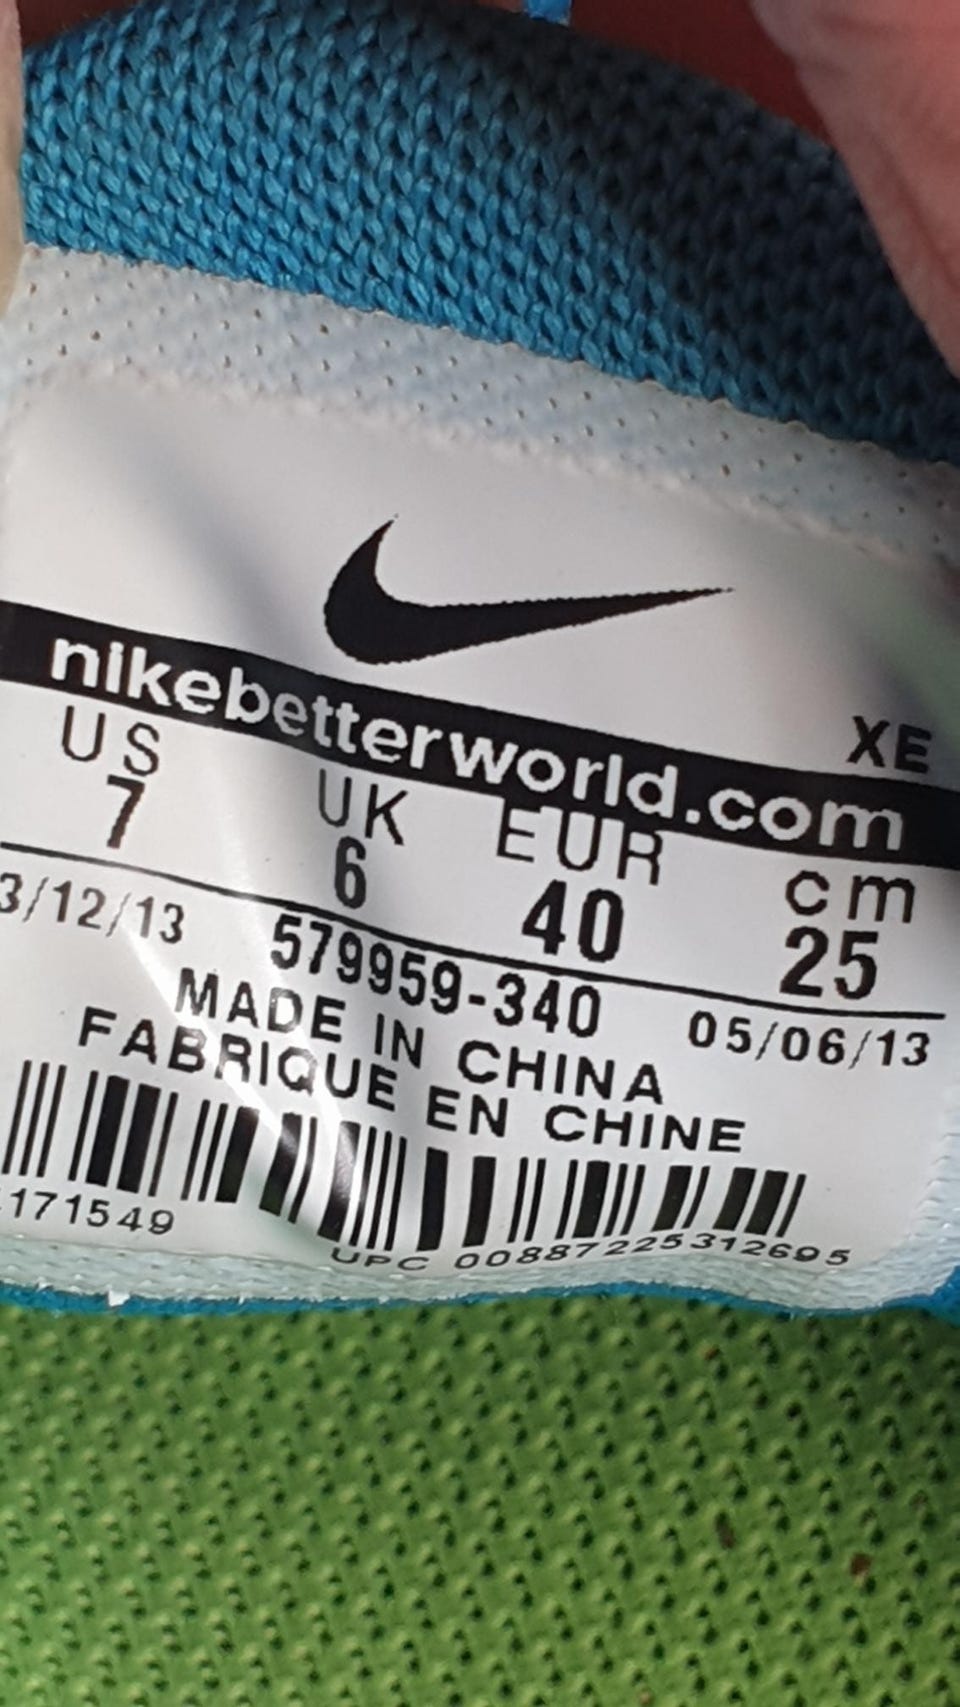 XE
nikebetterworld.com
US UK EUR cm
7 6 40 25
3/12/13 579959-340 05/06/13
MADE IN CHINA
FABRIQUE EN CHINE
171549
UPC 00887225312695